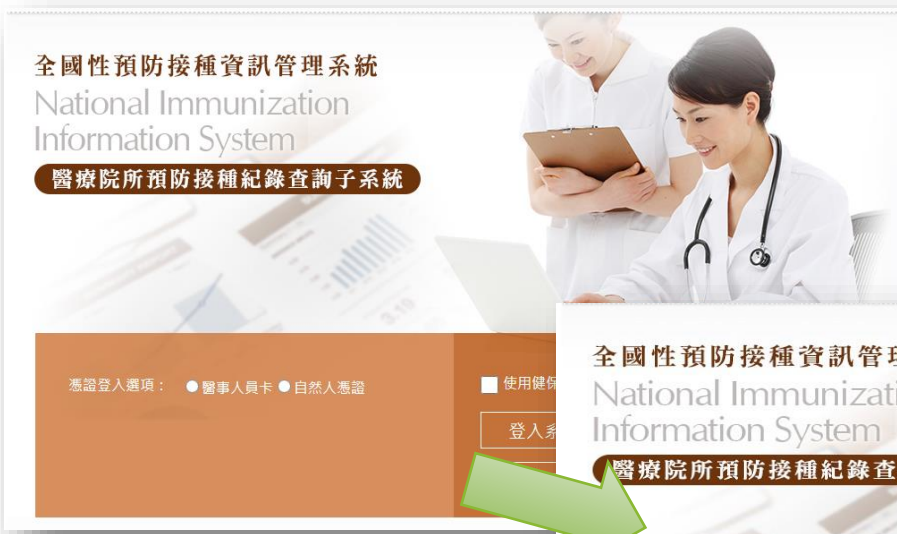 全國性預防接種資訊管理系統
National Immunization
Information System
醫療院所預防接種紀錄查詢子系統
憑證登入選項： 醫事人員卡 自然人憑證
使用健保
登入系
全國性預防接種資訊管理
National Immunizati
Information System
醫療院所預防接種紀錄查